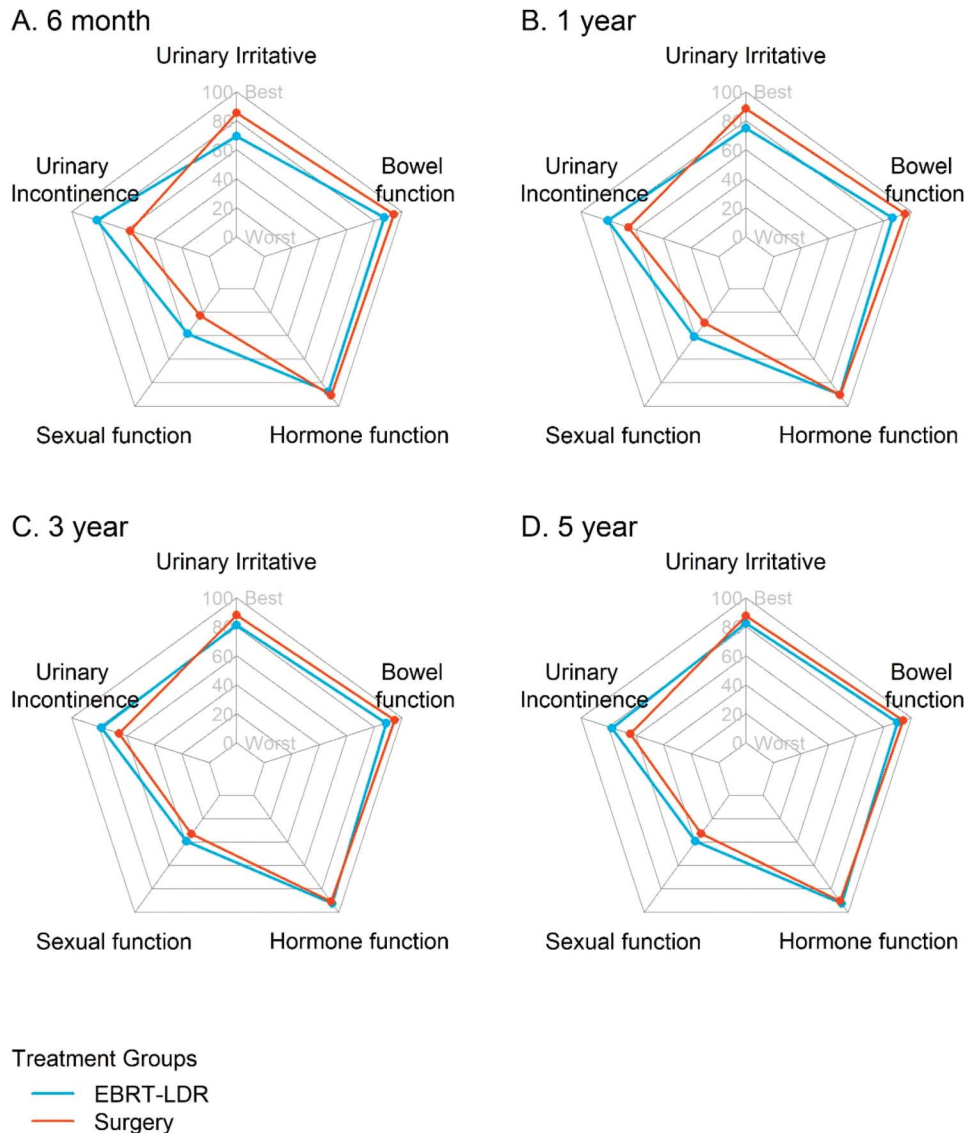 A. 6 month
Urinary Irritative
100 Best
80
60
40
20
0 Worst
Urinary
Incontinence
Bowel
function
Sexual function
Hormone function
B. 1 year
Urinary Irritative
100 Best
80
60
40
20
0 Worst
Urinary
Incontinence
Bowel
function
Sexual function
Hormone function
C. 3 year
Urinary Irritative
100 Best
80
60
40
20
0 Worst
Urinary
Incontinence
Bowel
function
Sexual function
Hormone function
D. 5 year
Urinary Irritative
100 Best
80
60
40
20
0 Worst
Urinary
Incontinence
Bowel
function
Sexual function
Hormone function
Treatment Groups
EBRT-LDR
Surgery